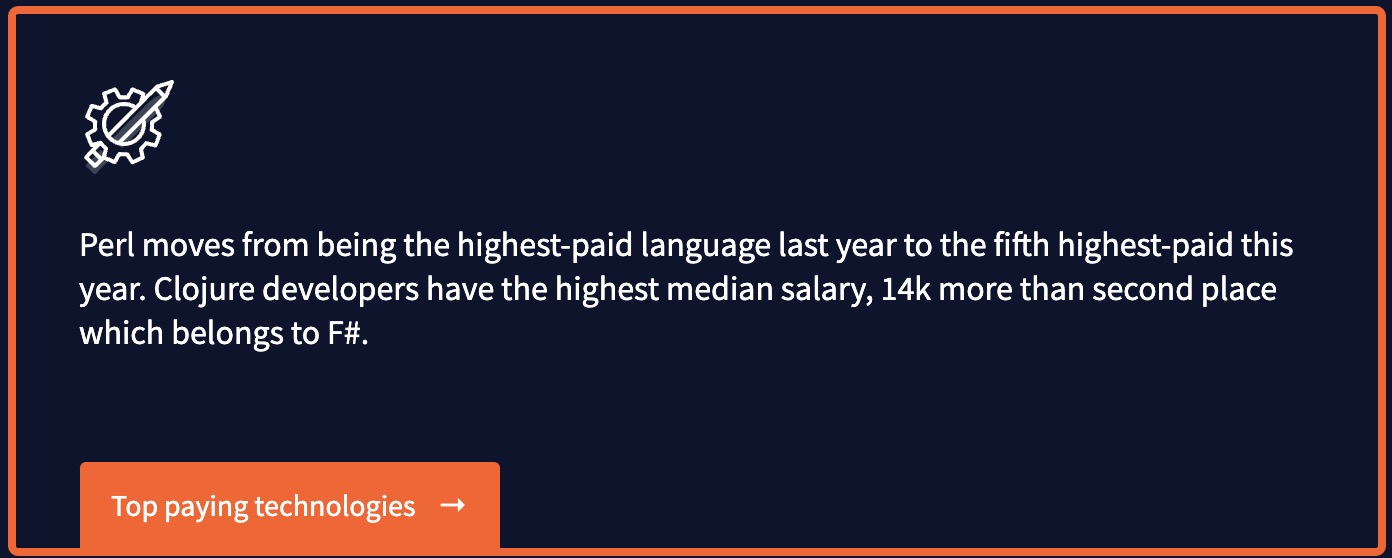 Perl moves from being the highest-paid language last year to the fifth highest-paid this
year. Clojure developers have the highest median salary, 14k more than second place
which belongs to F#.
Top paying technologies →